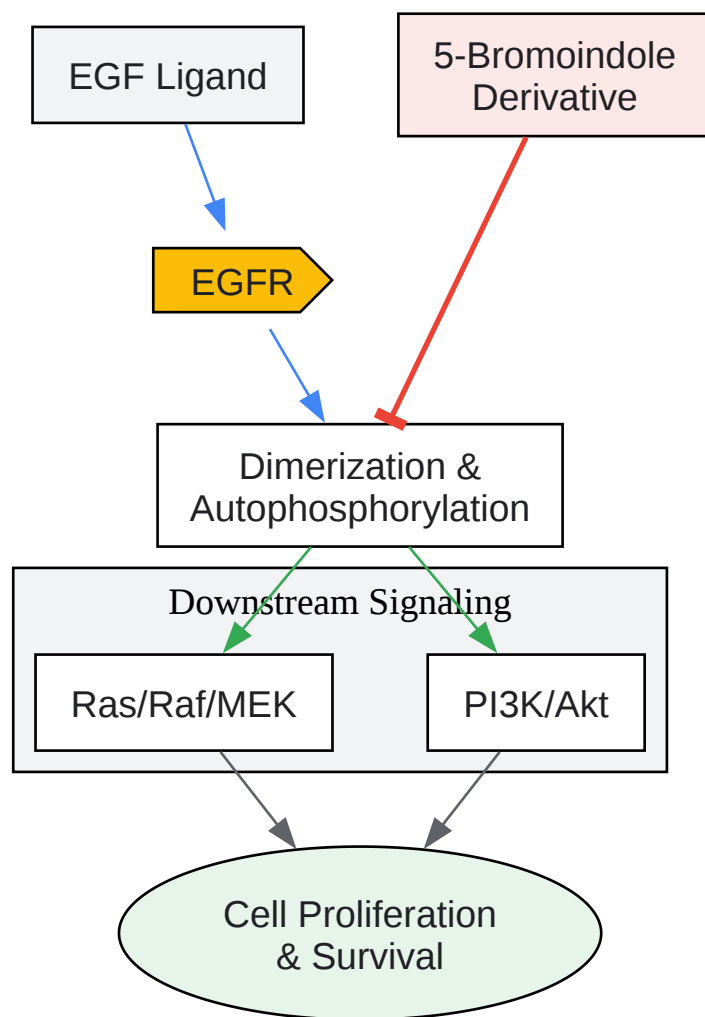 EGF Ligand
5-Bromoindole
Derivative
EGFR
Dimerization &
Autophosphorylation
Downstream Signaling
Ras/Raf/MEK
PI3K/Akt
Cell Proliferation
& Survival